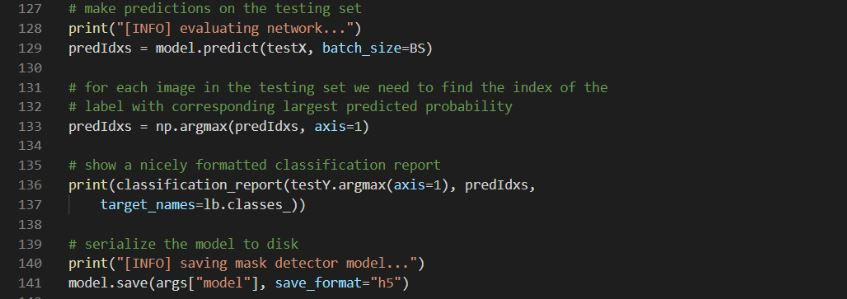 127 # make predictions on the testing set
128 print("[INFO] evaluating network...")
129 predIdxs = model.predict(testX, batch_size=BS)
130
131 # for each image in the testing set we need to find the index of the
132 # label with corresponding largest predicted probability
133 predIdxs = np.argmax(predIdxs, axis=1)
134
135 # show a nicely formatted classification report
136 print(classification_report(testY.argmax(axis=1), predIdxs,
137     target_names=lb.classes_))
138
139 # serialize the model to disk
140 print("[INFO] saving mask detector model...")
141 model.save(args["model"], save_format="h5")